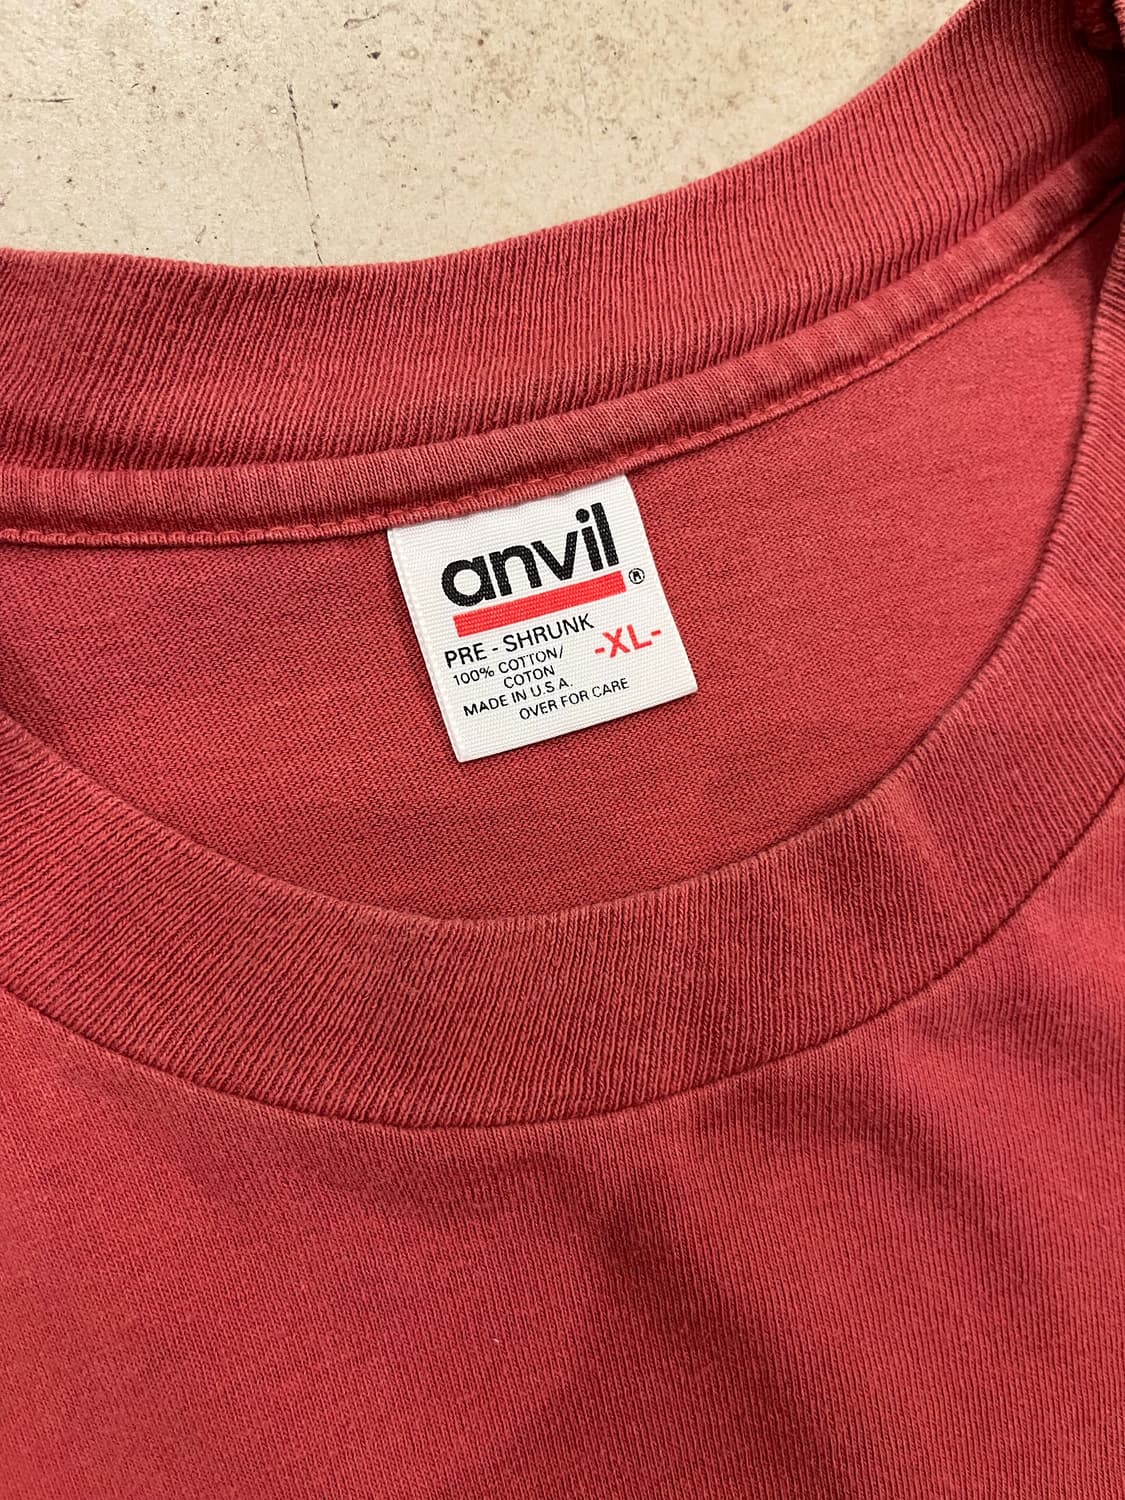 anvil®
PRE - SHRUNK
-XL-
100% COTTON/
COTON
MADE IN U.S.A.
OVER FOR CARE